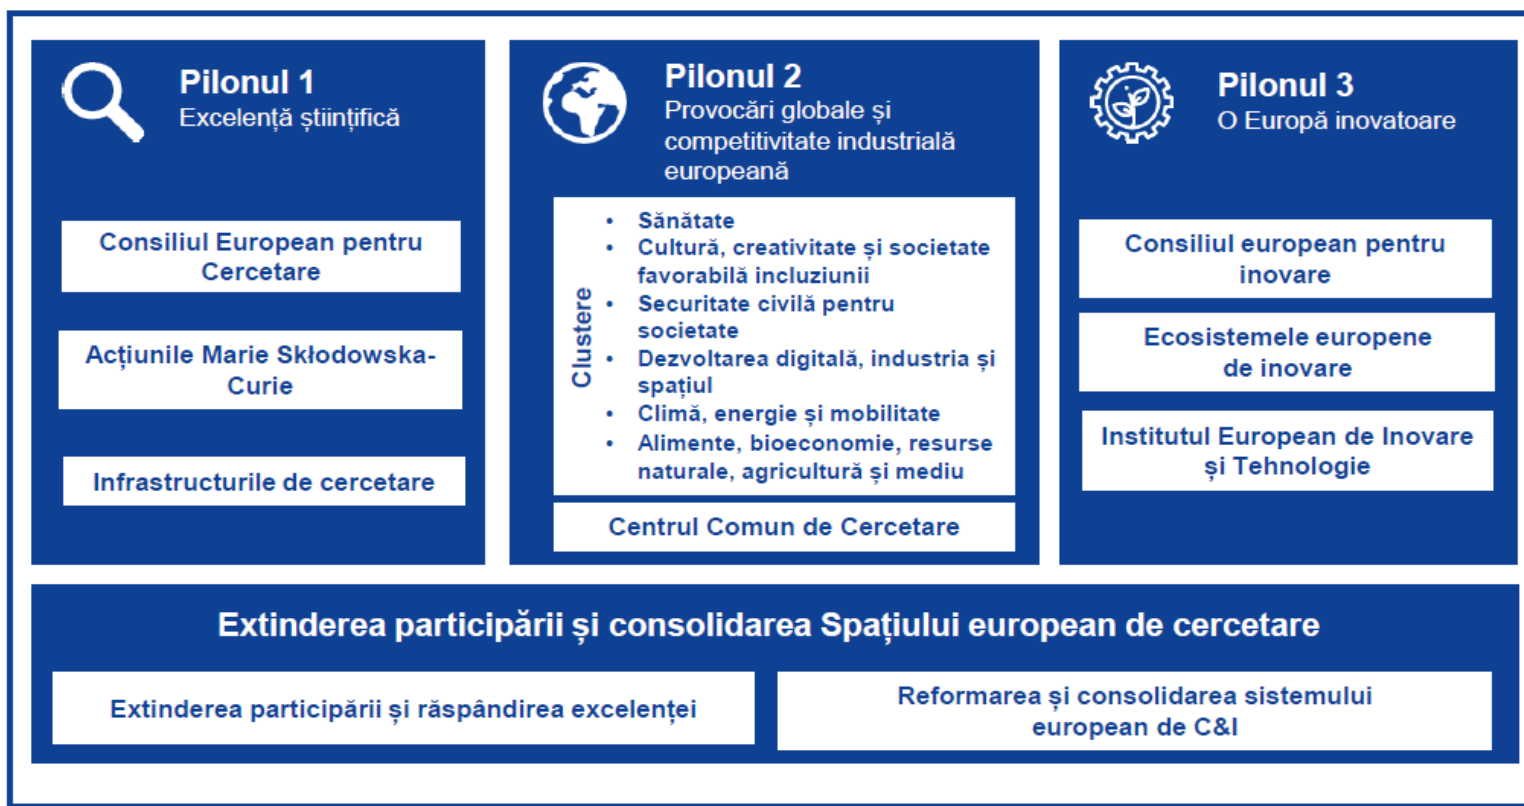 Pilonul 1
Excelență științifică
Consiliul European pentru
Cercetare
Acțiunile Marie Skłodowska-
Curie
Infrastructurile de cercetare
Pilonul 2
Provocări globale și
competitivitate industrială
europeană
Clustere
• Sănătate
• Cultură, creativitate și societate
favorabilă incluziunii
• Securitate civilă pentru
societate
• Dezvoltarea digitală, industria și
spațiul
• Climă, energie și mobilitate
• Alimente, bioeconomie, resurse
naturale, agricultură și mediu
Centrul Comun de Cercetare
Pilonul 3
O Europă inovatoare
Consiliul european pentru
inovare
Ecosistemele europene
de inovare
Institutul European de Inovare
și Tehnologie
Extinderea participării și consolidarea Spațiului european de cercetare
Extinderea participării și răspândirea excelenței
Reformarea și consolidarea sistemului
european de C&I